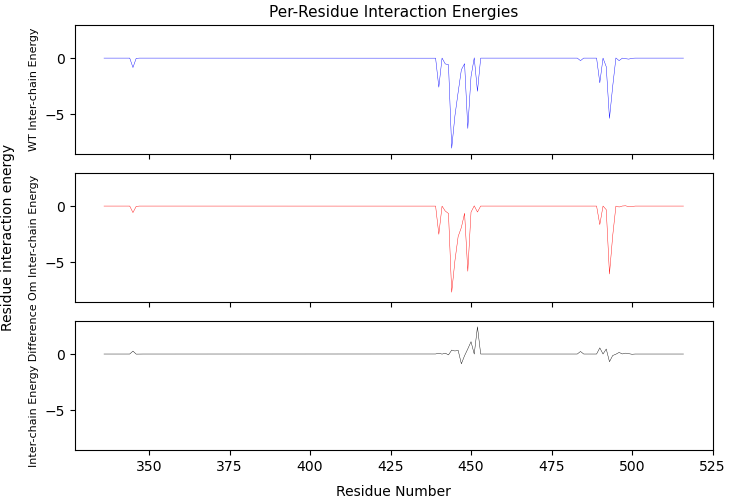 Per-Residue Interaction Energies
Residue interaction energy
WT Inter-chain Energy
0
−5
Om Inter-chain Energy
0
−5
Inter-chain Energy Difference
0
−5
350
375
400
425
450
475
500
525
Residue Number